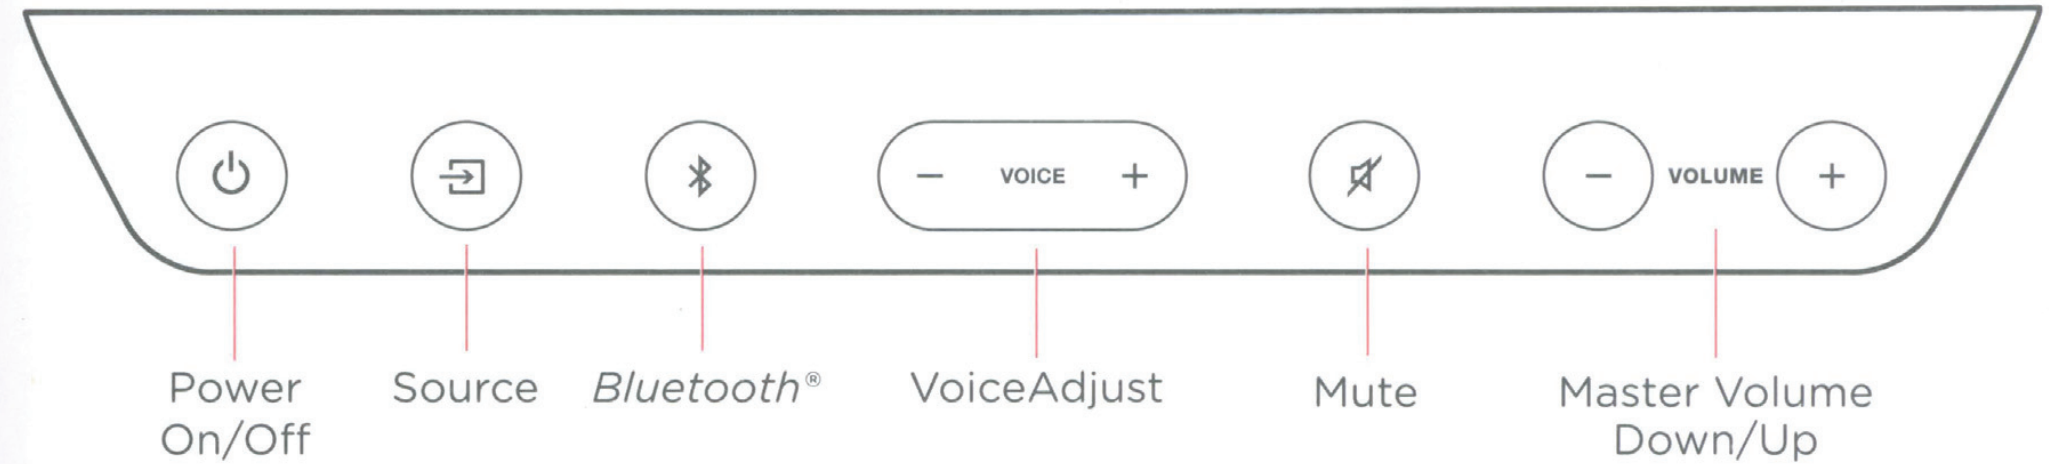 − VOICE +
− VOLUME +
Power
On/Off
Source
Bluetooth®
VoiceAdjust
Mute
Master Volume
Down/Up